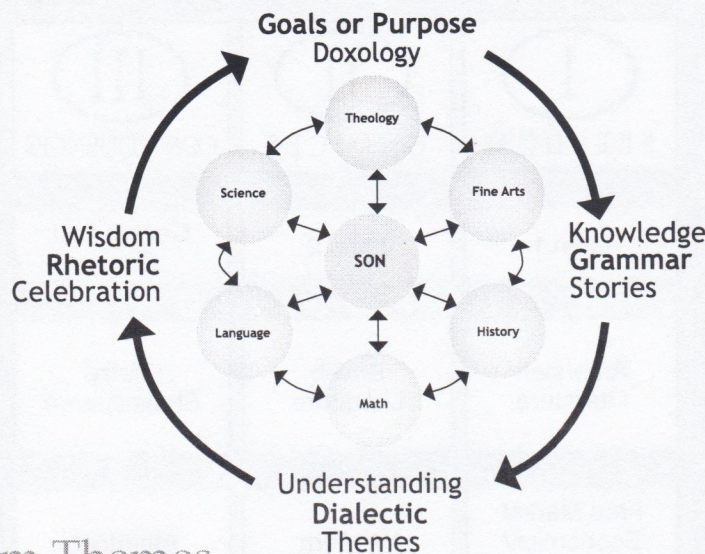 Goals or Purpose
Doxology
Theology
Science
Fine Arts
SON
Wisdom
Rhetoric
Celebration
Knowledge
Grammar
Stories
Language
History
Math
Understanding
Dialectic
Themes
Themes